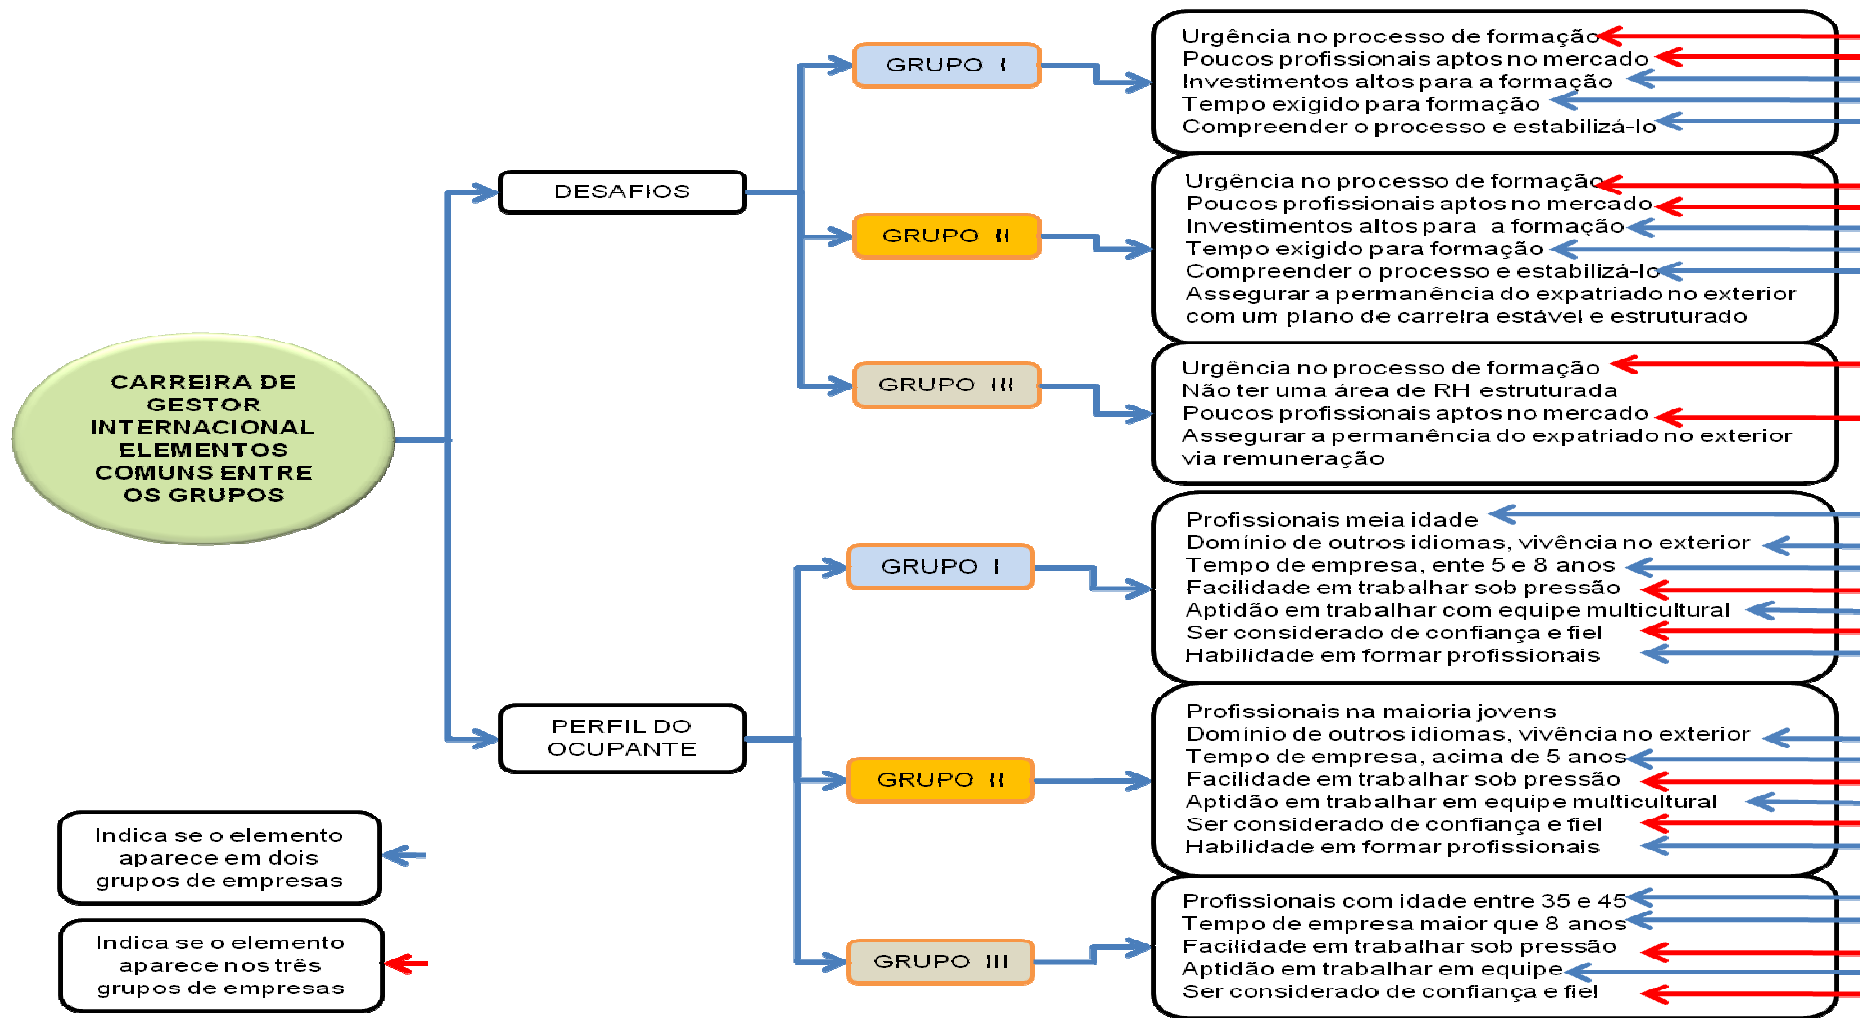 CARREIRA DE
GESTOR
INTERNACIONAL
ELEMENTOS
COMUNS ENTRE
OS GRUPOS
DESAFIOS
GRUPO I
Urgência no processo de formação
Poucos profissionais aptos no mercado
Investimentos altos para a formação
Tempo exigido para formação
Compreender o processo e estabilizá-lo
GRUPO II
Urgência no processo de formação
Poucos profissionais aptos no mercado
Investimentos altos para a formação
Tempo exigido para formação
Compreender o processo e estabilizá-lo
Assegurar a permanência do expatriado no exterior
com um plano de carreira estável e estruturado
GRUPO III
Urgência no processo de formação
Não ter uma área de RH estruturada
Poucos profissionais aptos no mercado
Assegurar a permanência do expatriado no exterior
via remuneração
PERFIL DO
OCUPANTE
GRUPO I
Profissionais meia idade
Domínio de outros idiomas, vivência no exterior
Tempo de empresa, ente 5 e 8 anos
Facilidade em trabalhar sob pressão
Aptidão em trabalhar com equipe multicultural
Ser considerado de confiança e fiel
Habilidade em formar profissionais
GRUPO II
Profissionais na maioria jovens
Domínio de outros idiomas, vivência no exterior
Tempo de empresa, acima de 5 anos
Facilidade em trabalhar sob pressão
Aptidão em trabalhar em equipe multicultural
Ser considerado de confiança e fiel
Habilidade em formar profissionais
GRUPO III
Profissionais com idade entre 35 e 45
Tempo de empresa maior que 8 anos
Facilidade em trabalhar sob pressão
Aptidão em trabalhar em equipe
Ser considerado de confiança e fiel
Indica se o elemento
aparece em dois
grupos de empresas
Indica se o elemento
aparece nos três
grupos de empresas